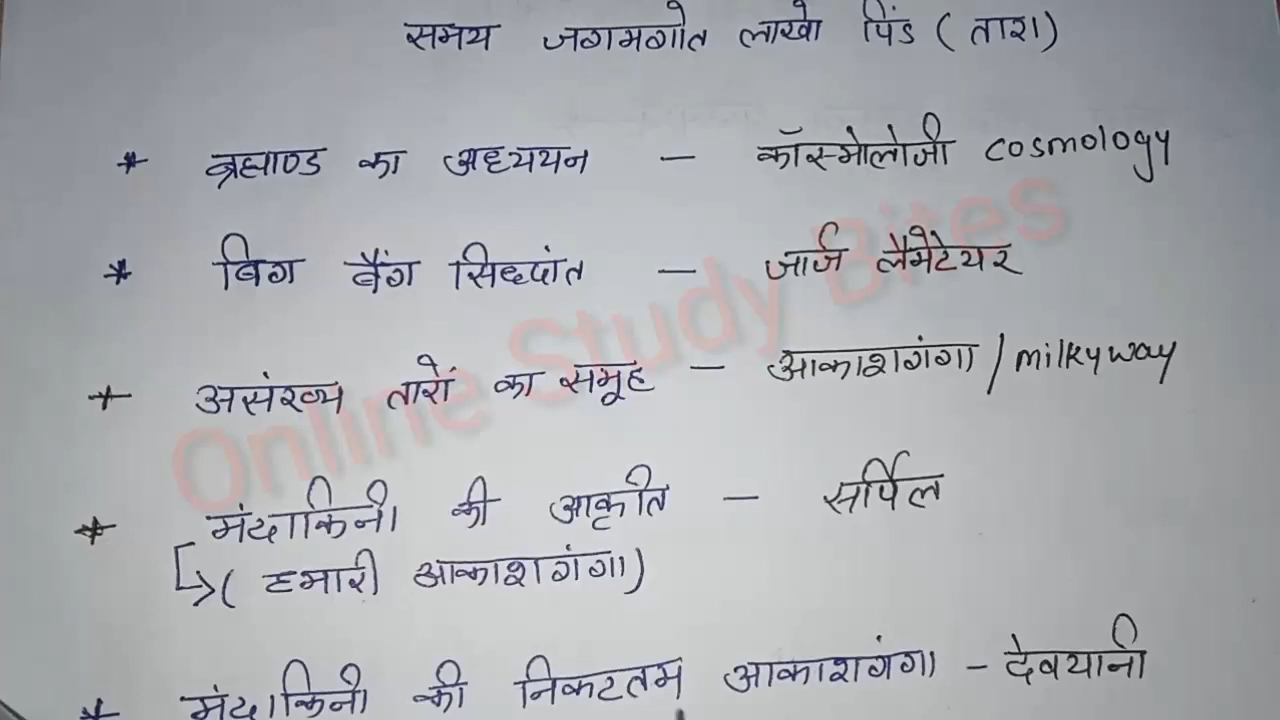 समय जगमगोत लाखो पिंड (तारा)
* ब्रह्माण्ड का अध्ययन - कॉस्मोलोजी cosmology
* बिग बैंग सिध्दांत - जार्ज लैमेटेयर
+ असंख्य तारों का समूह - आकाशगंगा / milkyway
* मंदाकिनी की आकृति - सर्पिल
↳ ( हमारी आकाशगंगा)
* मंदाकिनी की निकटतम आकाशगंगा - देवयानी
Online Study Bites